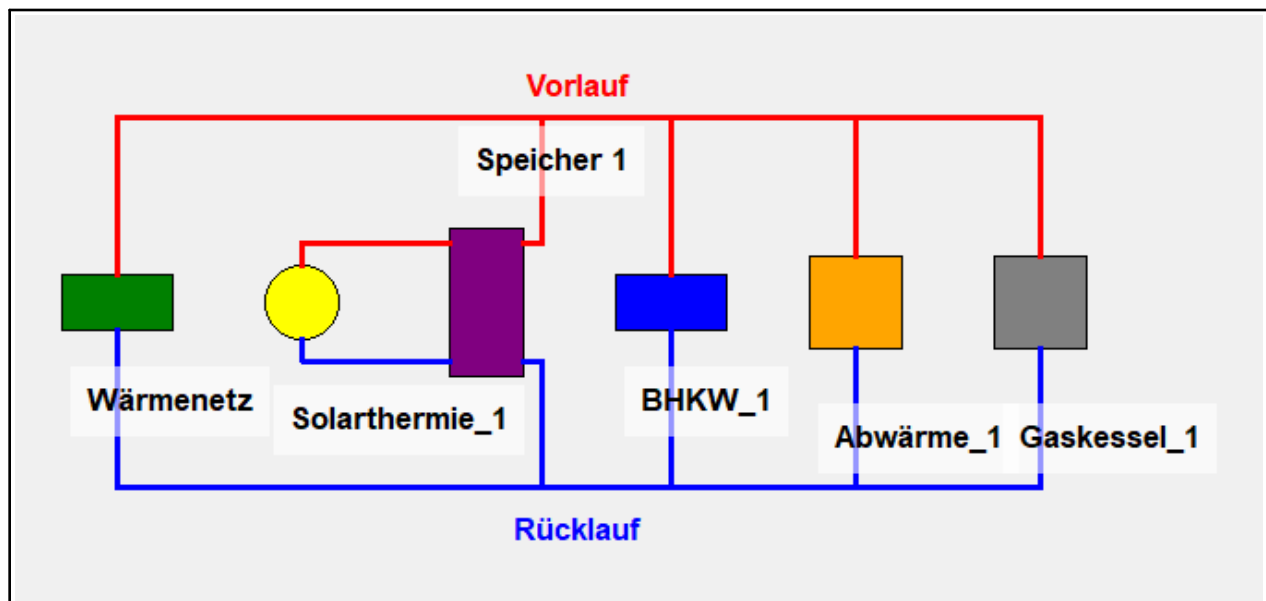 Vorlauf
Speicher 1
Wärmenetz
Solarthermie_1
BHKW_1
Abwärme_1
Gaskessel_1
Rücklauf